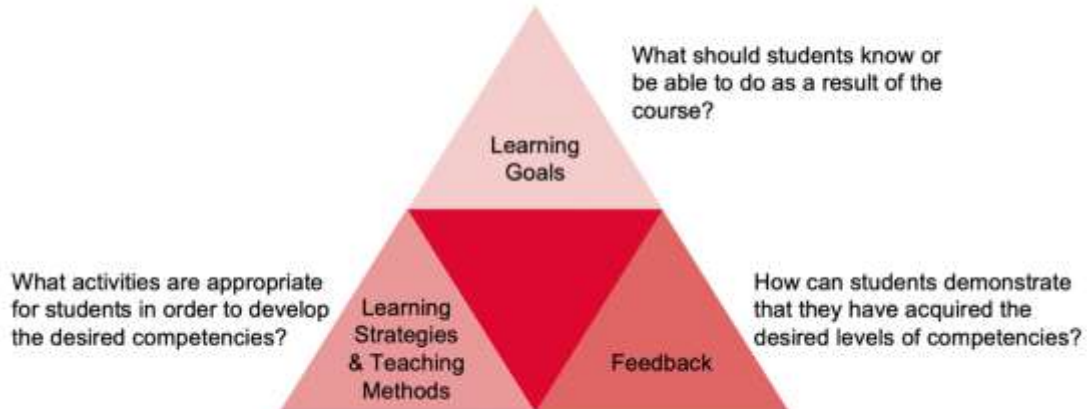 What should students know or
be able to do as a result of the
course?
Learning
Goals
What activities are appropriate
for students in order to develop
the desired competencies?
Learning
Strategies
& Teaching
Methods
Feedback
How can students demonstrate
that they have acquired the
desired levels of competencies?